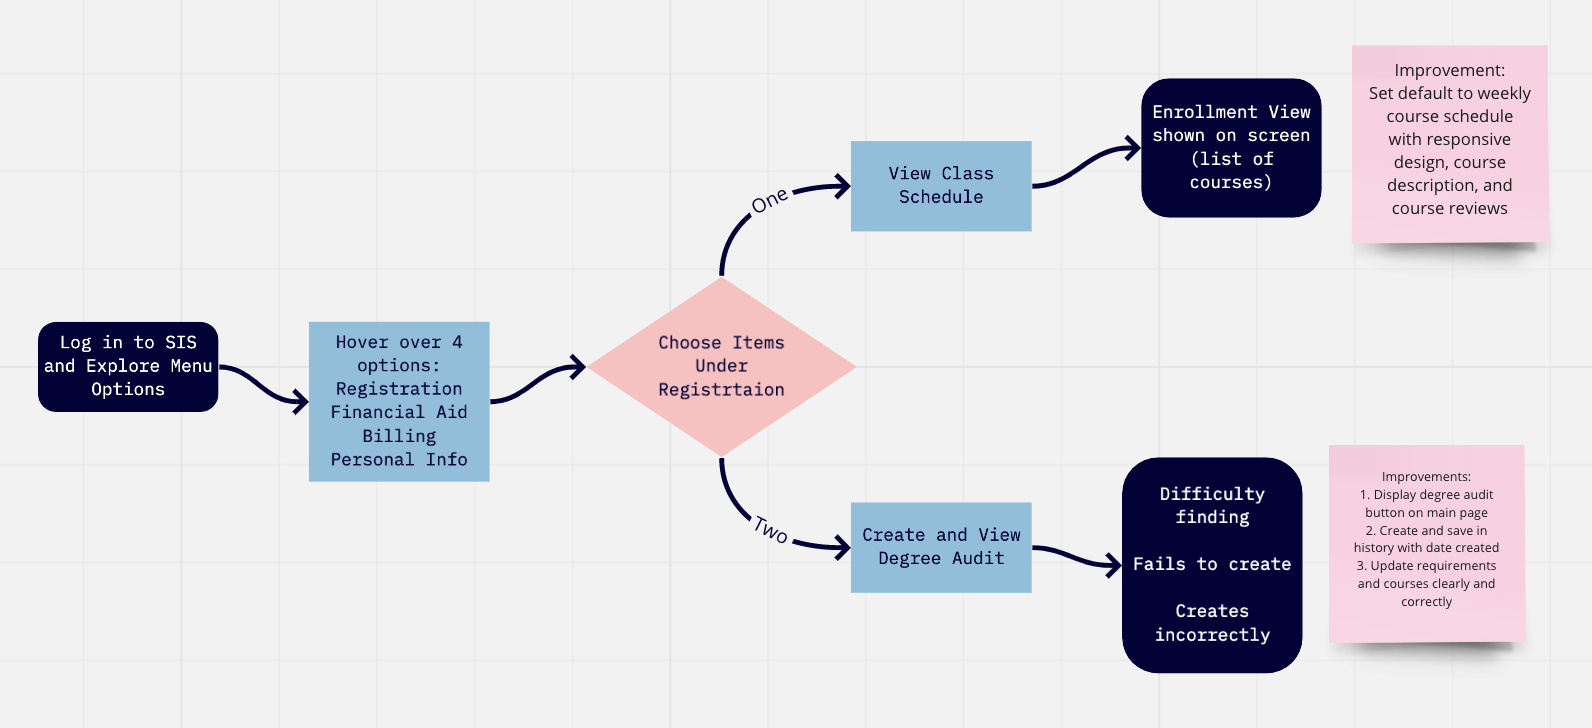 Log in to SIS
and Explore Menu
Options
Hover over 4
options:
Registration
Financial Aid
Billing
Personal Info
Choose Items
Under
Registrtaion
One
View Class
Schedule
Enrollment View
shown on screen
(list of
courses)
Improvement:
Set default to weekly
course schedule
with responsive
design, course
description, and
course reviews
Two
Create and View
Degree Audit
Difficulty
finding
Fails to create
Creates
incorrectly
Improvements:
1. Display degree audit
button on main page
2. Create and save in
history with date created
3. Update requirements
and courses clearly and
correctly